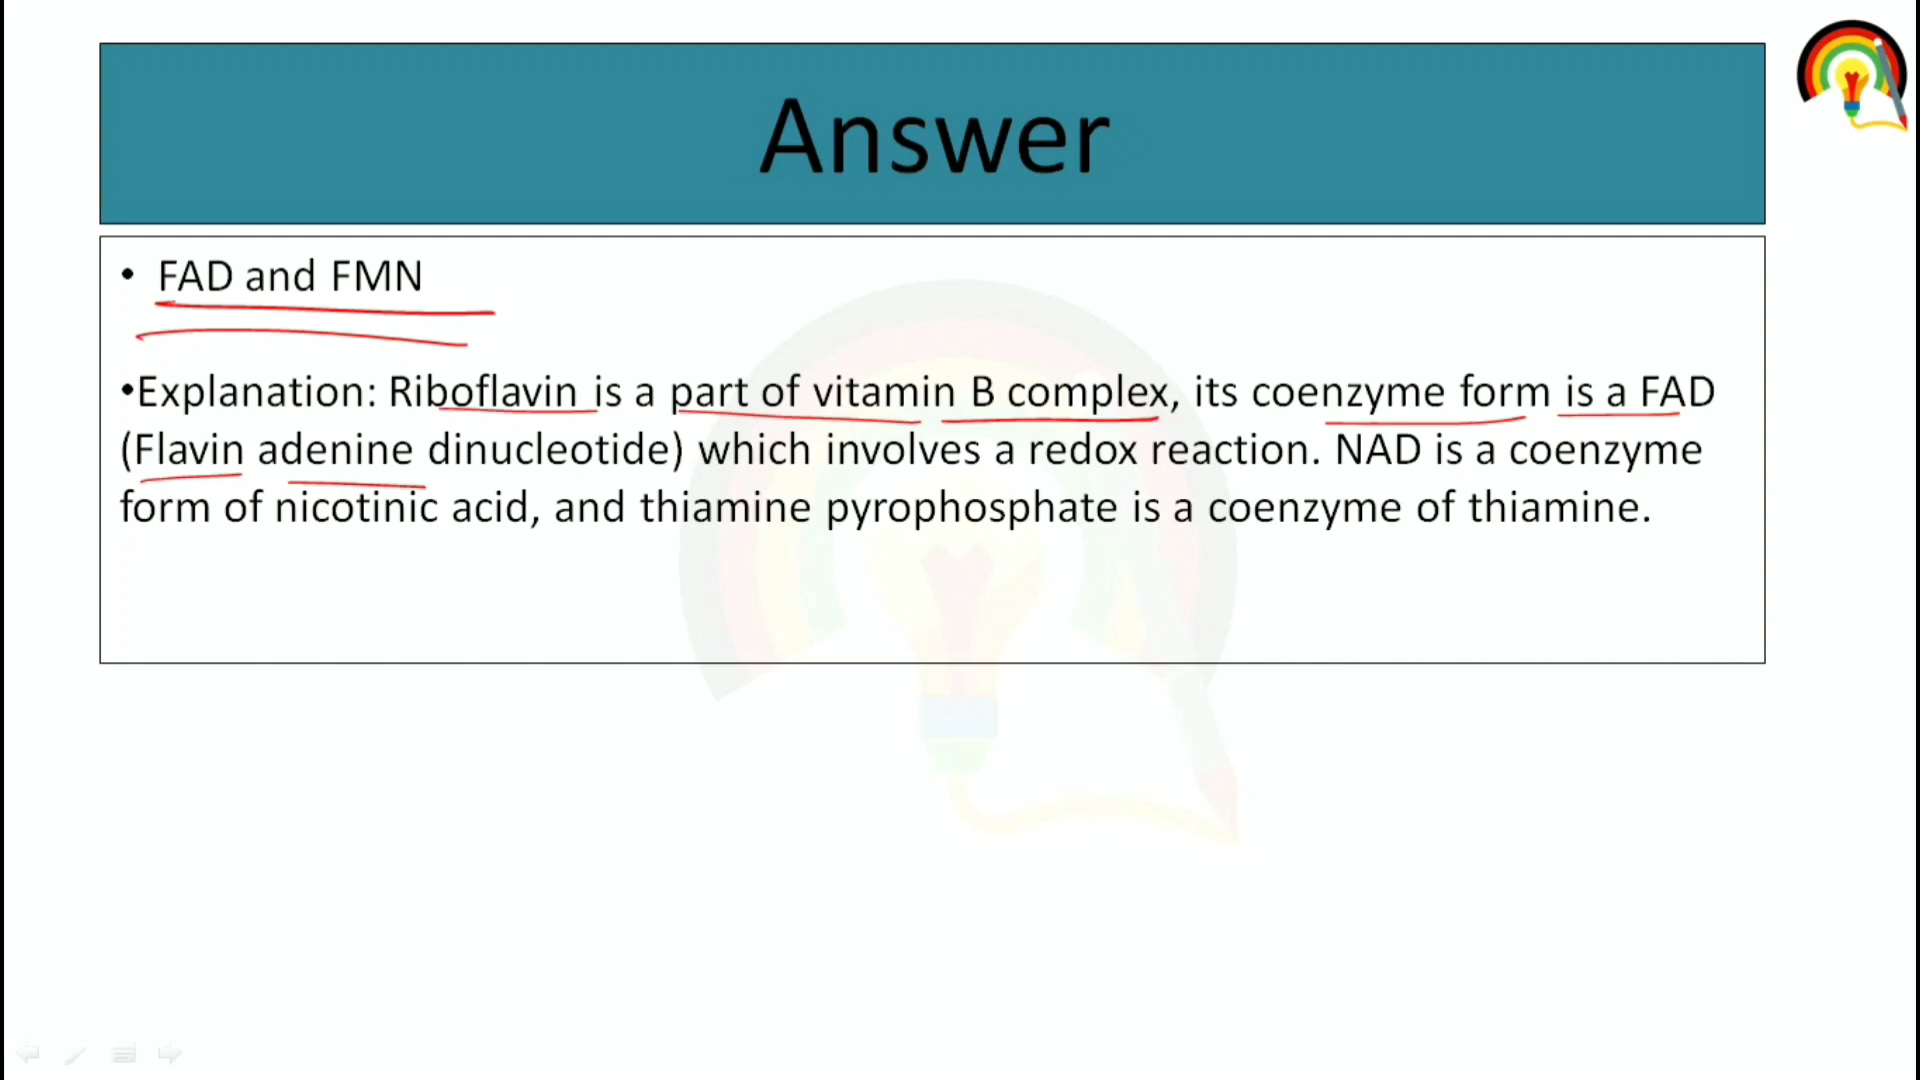 Answer
• FAD and FMN
•Explanation: Riboflavin is a part of vitamin B complex, its coenzyme form is a FAD
(Flavin adenine dinucleotide) which involves a redox reaction. NAD is a coenzyme
form of nicotinic acid, and thiamine pyrophosphate is a coenzyme of thiamine.